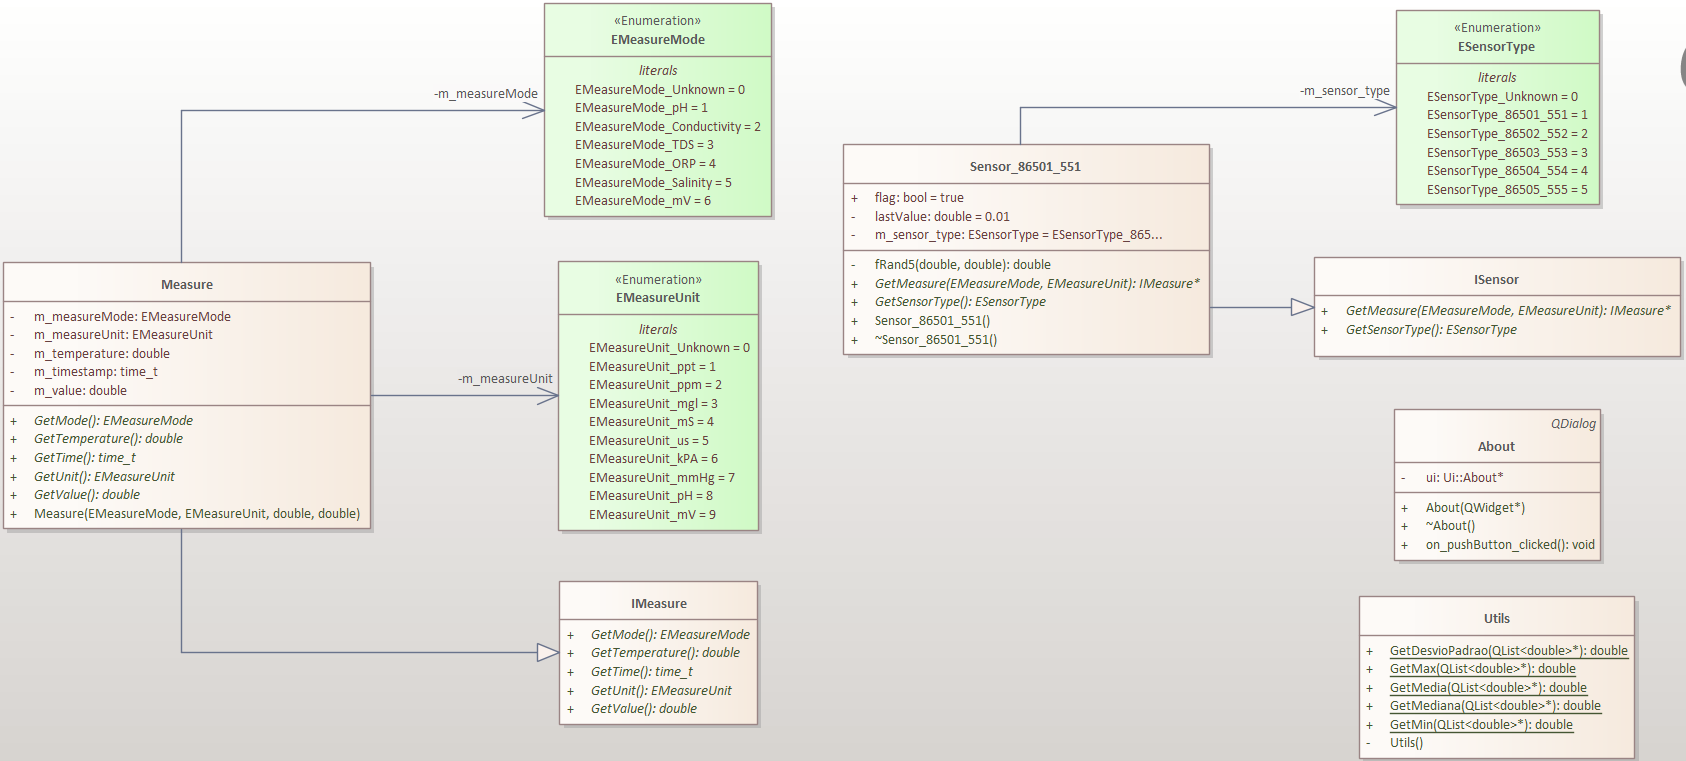 «Enumeration»
EMeasureMode
literals
EMeasureMode_Unknown = 0
EMeasureMode_pH = 1
EMeasureMode_Conductivity = 2
EMeasureMode_TDS = 3
EMeasureMode_ORP = 4
EMeasureMode_Salinity = 5
EMeasureMode_mV = 6
-m_measureMode
Measure
- m_measureMode: EMeasureMode
- m_measureUnit: EMeasureUnit
- m_temperature: double
- m_timestamp: time_t
- m_value: double
+ GetMode(): EMeasureMode
+ GetTemperature(): double
+ GetTime(): time_t
+ GetUnit(): EMeasureUnit
+ GetValue(): double
+ Measure(EMeasureMode, EMeasureUnit, double, double)
-m_measureUnit
«Enumeration»
EMeasureUnit
literals
EMeasureUnit_Unknown = 0
EMeasureUnit_ppt = 1
EMeasureUnit_ppm = 2
EMeasureUnit_mgl = 3
EMeasureUnit_mS = 4
EMeasureUnit_us = 5
EMeasureUnit_kPA = 6
EMeasureUnit_mmHg = 7
EMeasureUnit_pH = 8
EMeasureUnit_mV = 9
IMeasure
+ GetMode(): EMeasureMode
+ GetTemperature(): double
+ GetTime(): time_t
+ GetUnit(): EMeasureUnit
+ GetValue(): double
-m_sensor_type
«Enumeration»
ESensorType
literals
ESensorType_Unknown = 0
ESensorType_86501_551 = 1
ESensorType_86502_552 = 2
ESensorType_86503_553 = 3
ESensorType_86504_554 = 4
ESensorType_86505_555 = 5
Sensor_86501_551
+ flag: bool = true
- lastValue: double = 0.01
- m_sensor_type: ESensorType = ESensorType_865...
- fRand5(double, double): double
+ GetMeasure(EMeasureMode, EMeasureUnit): IMeasure*
+ GetSensorType(): ESensorType
+ Sensor_86501_551()
+ ~Sensor_86501_551()
ISensor
+ GetMeasure(EMeasureMode, EMeasureUnit): IMeasure*
+ GetSensorType(): ESensorType
QDialog
About
- ui: Ui::About*
+ About(QWidget*)
+ ~About()
+ on_pushButton_clicked(): void
Utils
+ GetDesvioPadrao(QList<double>*): double
+ GetMax(QList<double>*): double
+ GetMedia(QList<double>*): double
+ GetMediana(QList<double>*): double
+ GetMin(QList<double>*): double
- Utils()